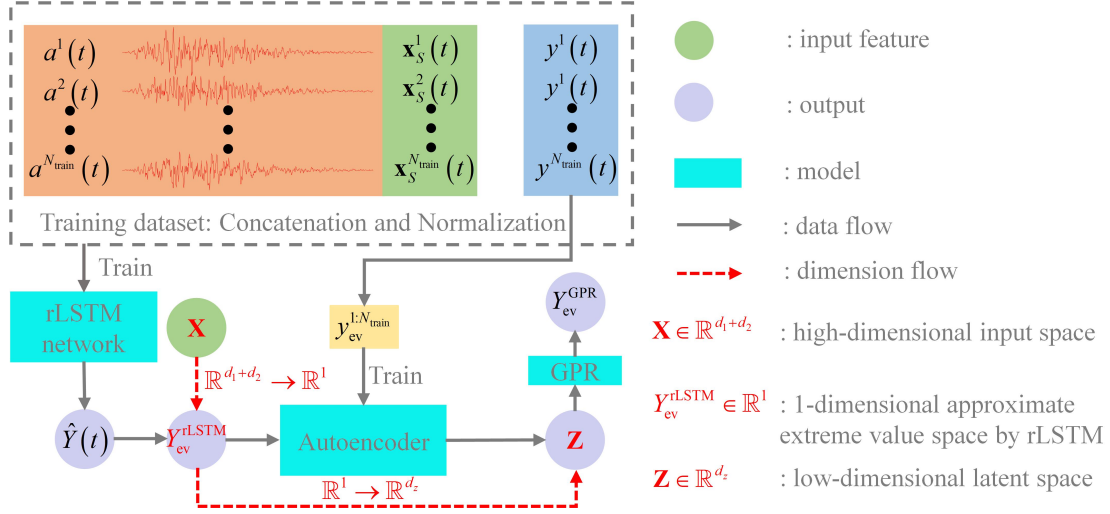 a¹(t) x_S¹(t) y¹(t)
a²(t) x_S²(t) y¹(t)
a^{N_train}(t) x_S^{N_train}(t) y^{N_train}(t)
Training dataset: Concatenation and Normalization
Train
rLSTM
network
X
y_ev^{1:N_train}
Y_ev^{GPR}
ℝ^{d₁+d₂} → ℝ¹
Train
GPR
Ŷ(t)
Y_ev^{rLSTM}
Autoencoder
Z
ℝ¹ → ℝ^{d_z}
: input feature
: output
: model
: data flow
: dimension flow
X ∈ ℝ^{d₁+d₂} : high-dimensional input space
Y_ev^{rLSTM} ∈ ℝ¹ : 1-dimensional approximate
extreme value space by rLSTM
Z ∈ ℝ^{d_z} : low-dimensional latent space